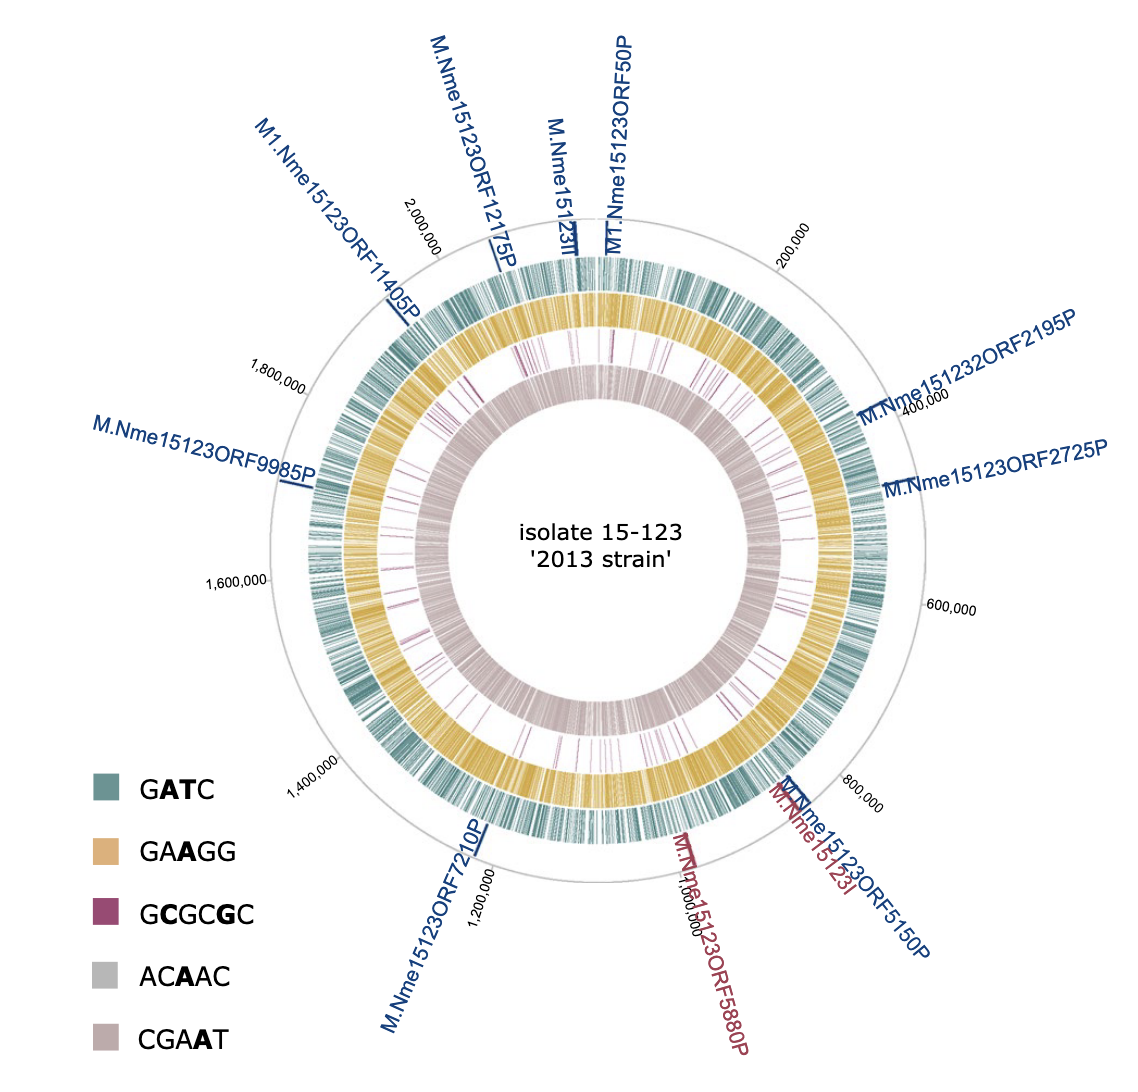 M.Nme15123ORF12175P
M1.Nme15123ORF50P
M.Nme15123II
M1.Nme15123ORF11405P
2,000,000
200,000
1,800,000
M.Nme151232ORF2195P
400,000
M.Nme15123ORF9985P
M.Nme15123ORF2725P
isolate 15-123
'2013 strain'
1,600,000
600,000
1,400,000
800,000
M.Nme15123ORF5150P
M.Nme15123I
M.Nme15123ORF7210P
1,200,000
1,000,000
M.Nme15123ORF5880P
GATC
GAAGG
GCGCGC
ACAAC
CGAAT